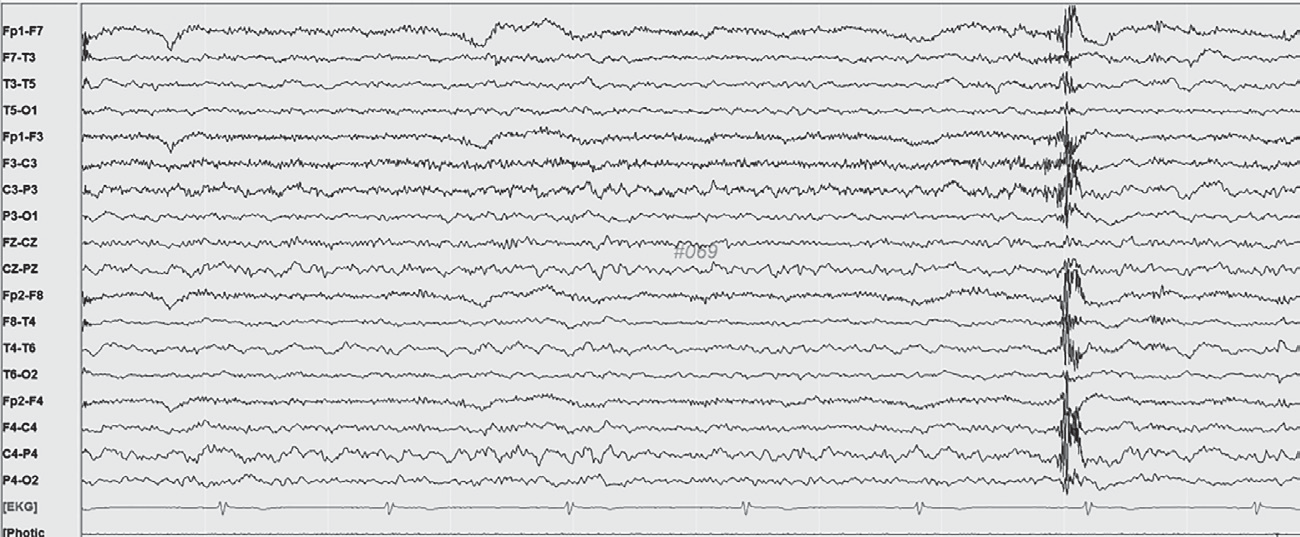 Fp1-F7
F7-T3
T3-T5
T5-O1
Fp1-F3
F3-C3
C3-P3
P3-O1
FZ-CZ
#069
CZ-PZ
Fp2-F8
F8-T4
T4-T6
T6-O2
Fp2-F4
F4-C4
C4-P4
P4-O2
[EKG]
[Photic